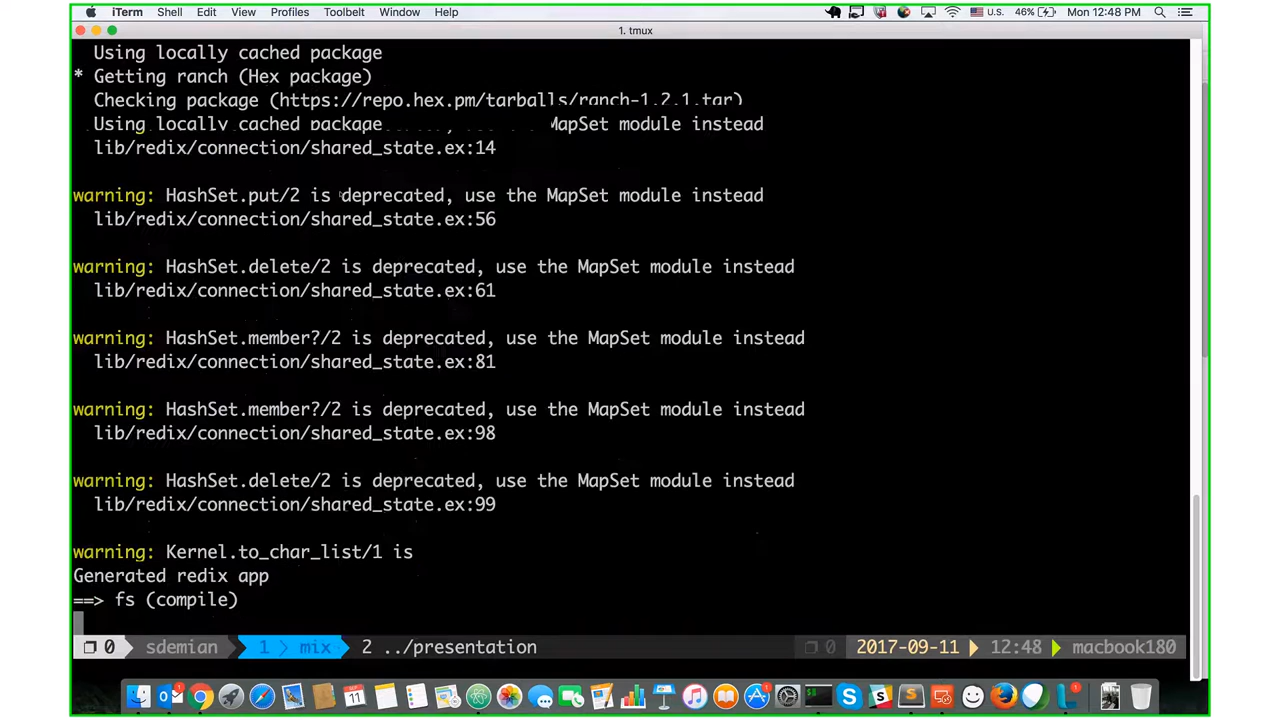 iTerm Shell Edit View Profiles Toolbelt Window Help U.S. 46% Mon 12:48 PM
1. tmux
Using locally cached package
* Getting ranch (Hex package)
Checking package (https://repo.hex.pm/tarballs/ranch-1.2.1.tar)
Using locally cached package MapSet module instead
lib/redix/connection/shared_state.ex:14
warning: HashSet.put/2 is deprecated, use the MapSet module instead
lib/redix/connection/shared_state.ex:56
warning: HashSet.delete/2 is deprecated, use the MapSet module instead
lib/redix/connection/shared_state.ex:61
warning: HashSet.member?/2 is deprecated, use the MapSet module instead
lib/redix/connection/shared_state.ex:81
warning: HashSet.member?/2 is deprecated, use the MapSet module instead
lib/redix/connection/shared_state.ex:98
warning: HashSet.delete/2 is deprecated, use the MapSet module instead
lib/redix/connection/shared_state.ex:99
warning: Kernel.to_char_list/1 is
Generated redix app
==> fs (compile)
0 sdemian 1 mix 2 ../presentation 0 2017-09-11 12:48 macbook180